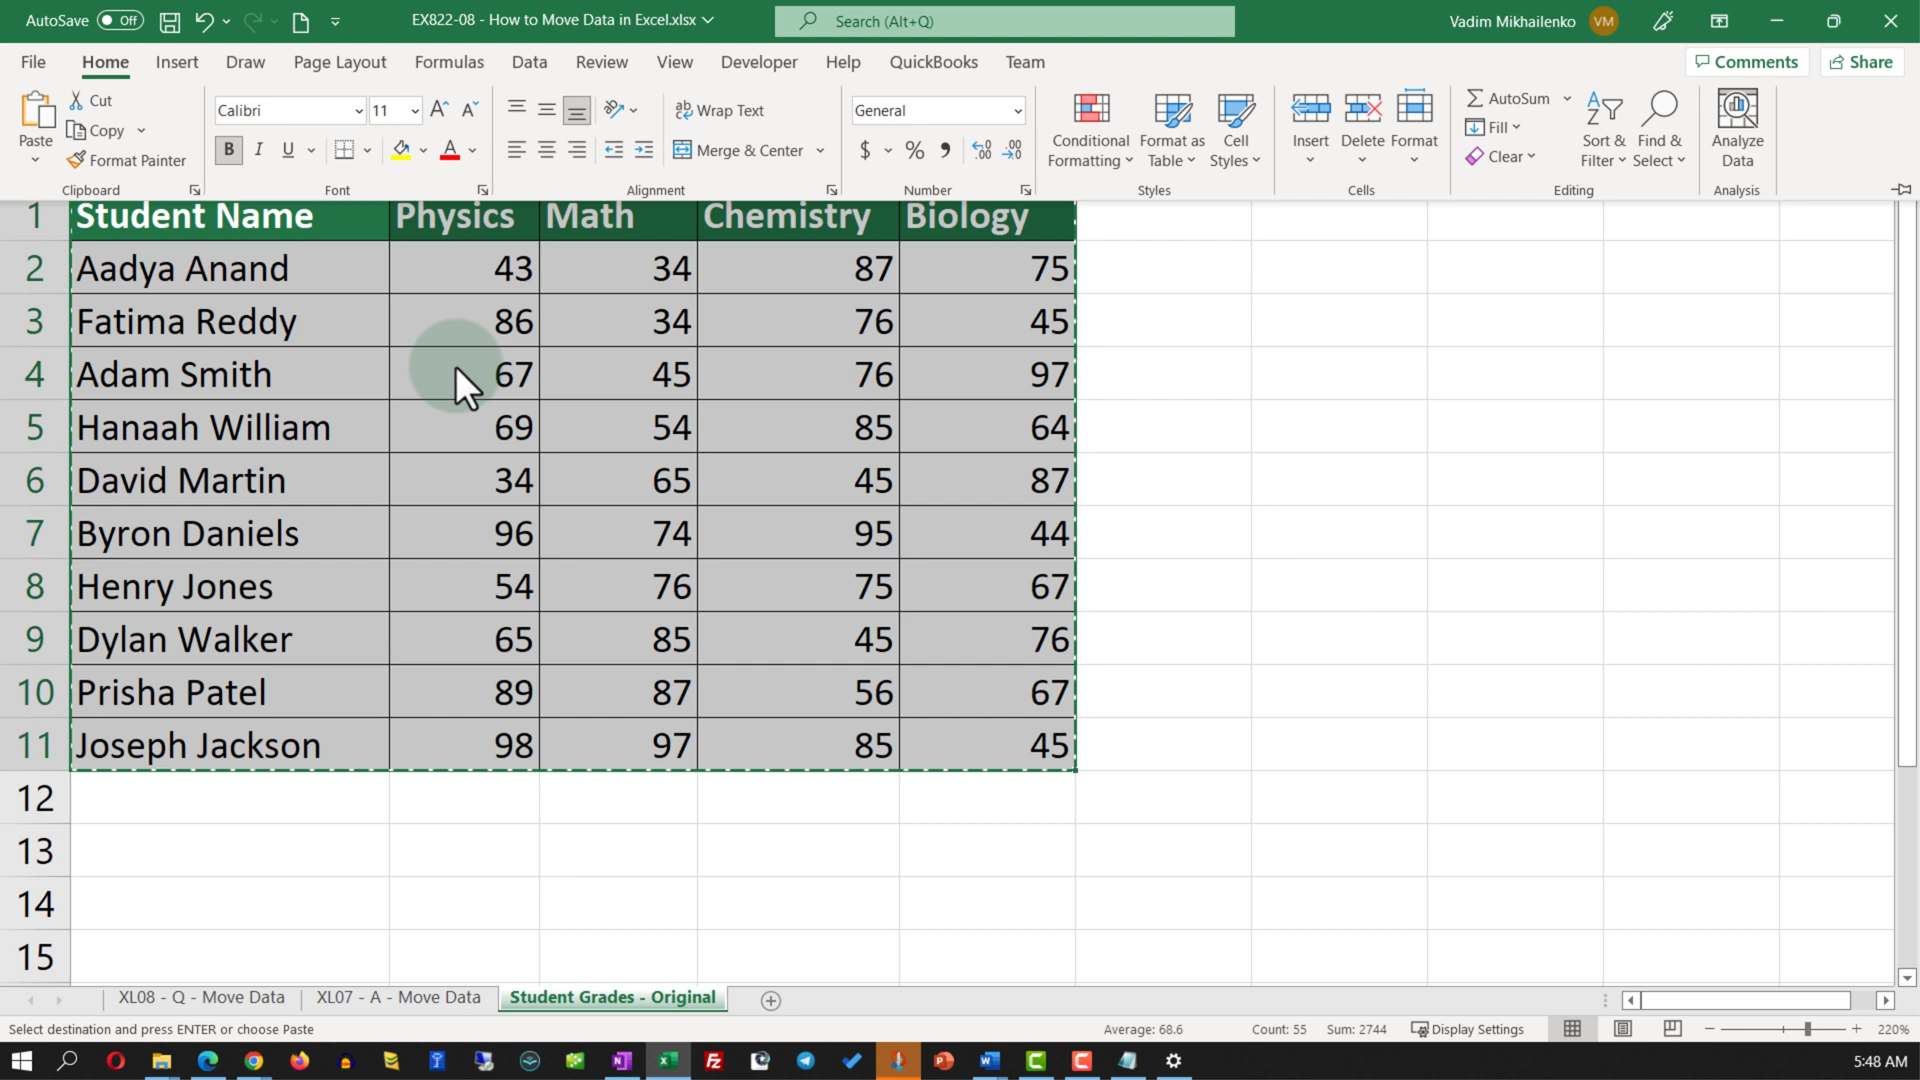 AutoSave Off EX822-08 - How to Move Data in Excel.xlsx Search (Alt+Q) Vadim Mikhailenko VM
File Home Insert Draw Page Layout Formulas Data Review View Developer Help QuickBooks Team Comments Share
Paste Cut Copy Format Painter Clipboard
Calibri 11 B I U A Font
Wrap Text Merge & Center Alignment
General $ % Number
Conditional Formatting Format as Table Cell Styles Styles
Insert Delete Format Cells
AutoSum Fill Clear Sort & Filter Find & Select Editing
Analyze Data Analysis
1 Student Name Physics Math Chemistry Biology
2 Aadya Anand 43 34 87 75
3 Fatima Reddy 86 34 76 45
4 Adam Smith 67 45 76 97
5 Hanaah William 69 54 85 64
6 David Martin 34 65 45 87
7 Byron Daniels 96 74 95 44
8 Henry Jones 54 76 75 67
9 Dylan Walker 65 85 45 76
10 Prisha Patel 89 87 56 67
11 Joseph Jackson 98 97 85 45
12
13
14
15
XL08 - Q - Move Data XL07 - A - Move Data Student Grades - Original
Select destination and press ENTER or choose Paste Average: 68.6 Count: 55 Sum: 2744 Display Settings 220%
5:48 AM